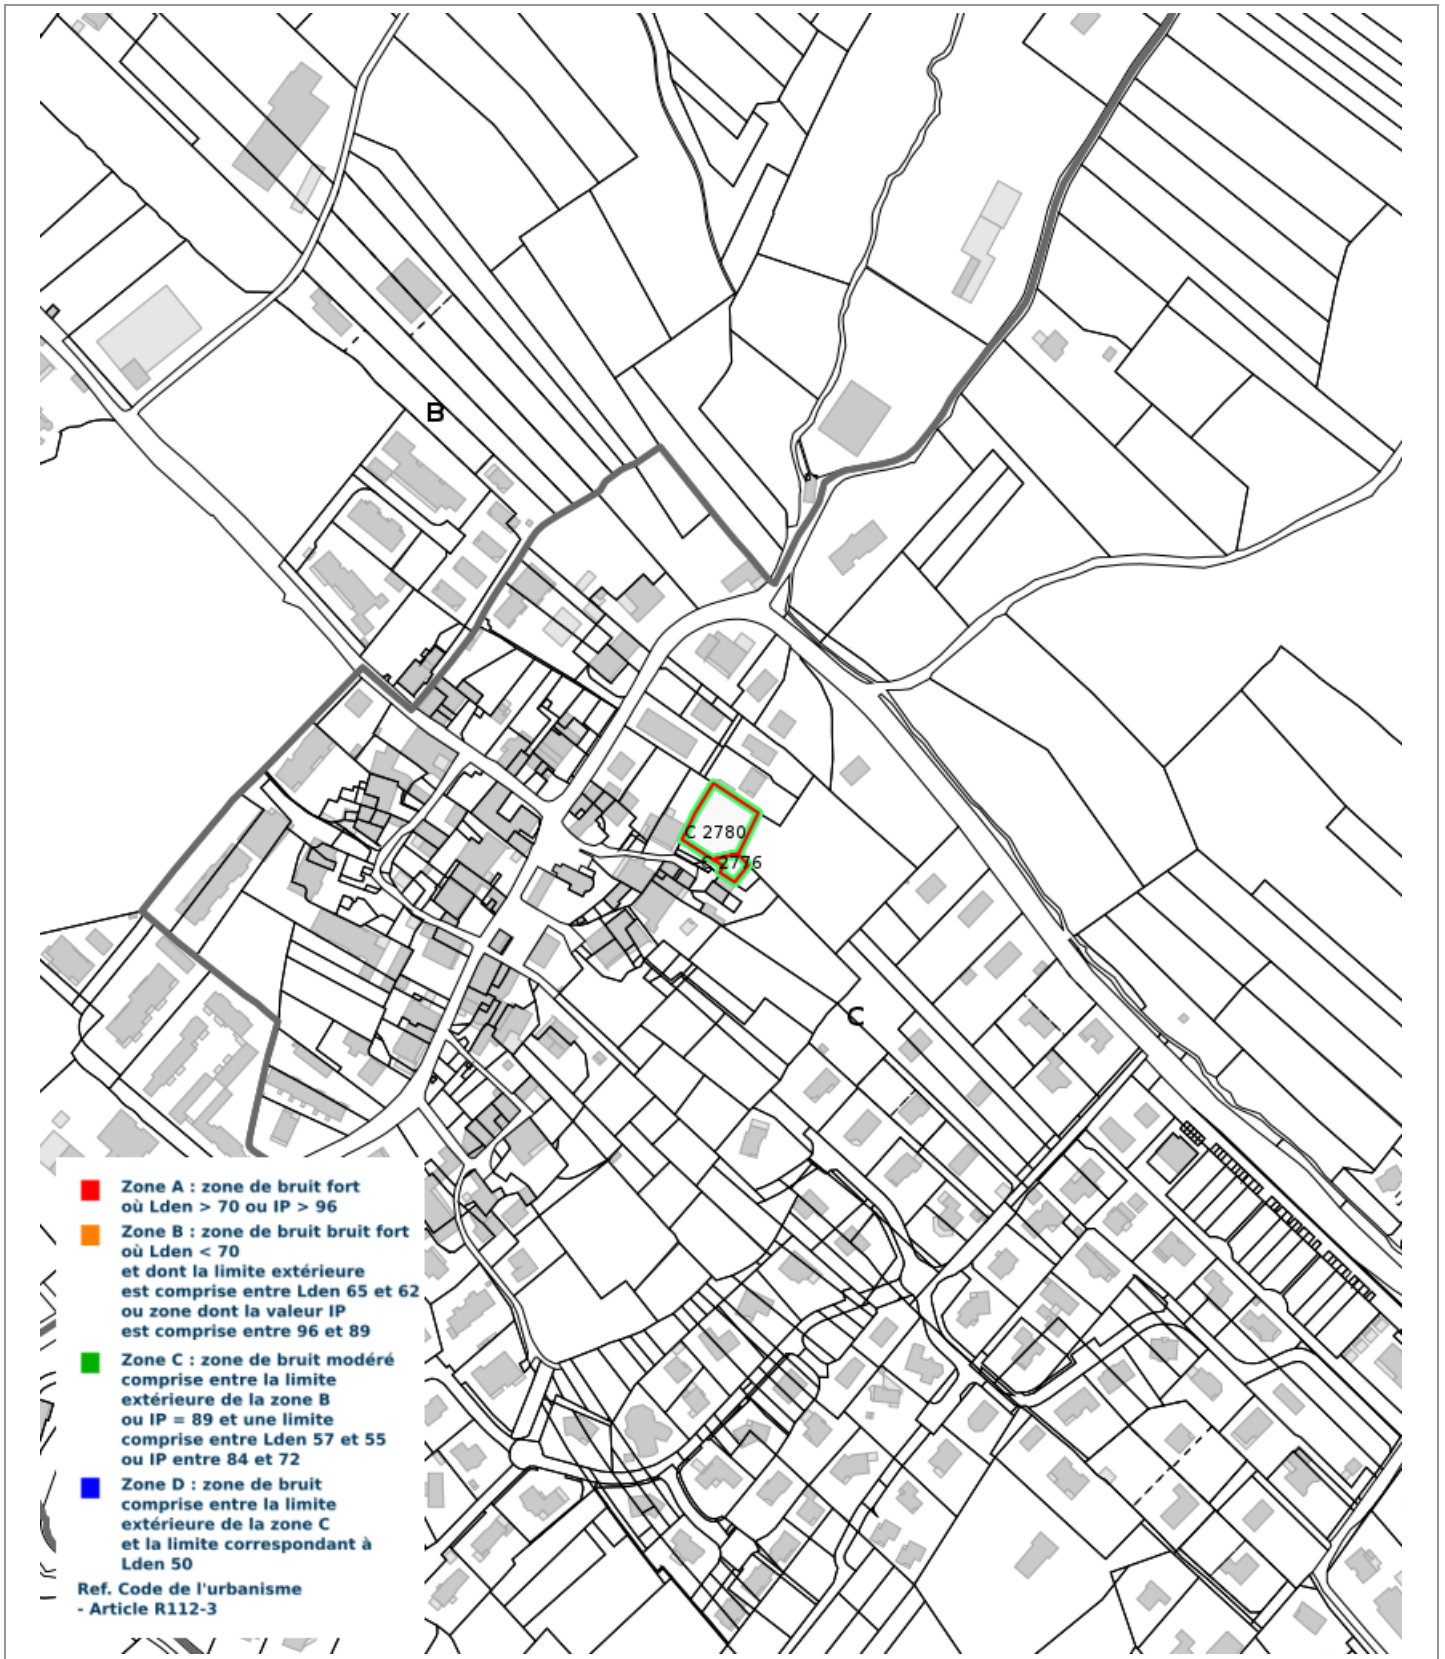 B
C 2780
C 2776
C
Zone A : zone de bruit fort
où Lden > 70 ou IP > 96
Zone B : zone de bruit bruit fort
où Lden < 70
et dont la limite extérieure
est comprise entre Lden 65 et 62
ou zone dont la valeur IP
est comprise entre 96 et 89
Zone C : zone de bruit modéré
comprise entre la limite
extérieure de la zone B
ou IP = 89 et une limite
comprise entre Lden 57 et 55
ou IP entre 84 et 72
Zone D : zone de bruit
comprise entre la limite
extérieure de la zone C
et la limite correspondant à
Lden 50
Ref. Code de l'urbanisme
- Article R112-3